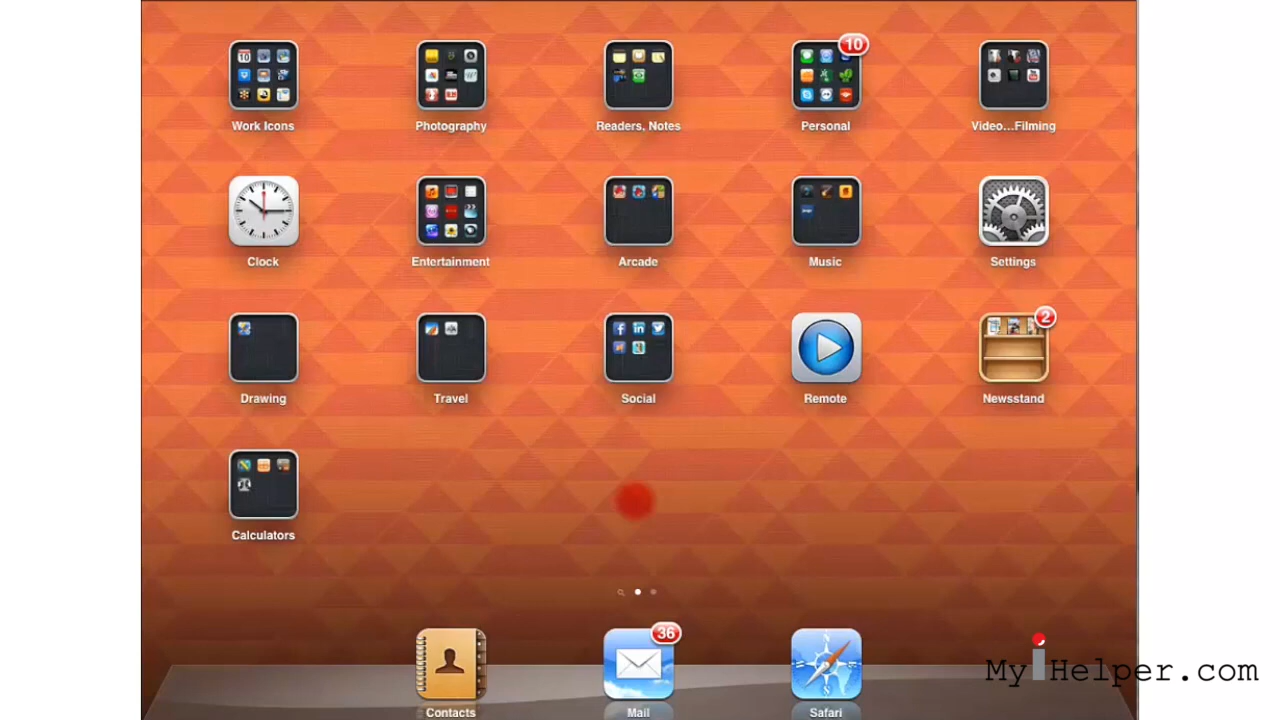 10
Work Icons
Photography
Readers, Notes
Personal
Video...Filming
Clock
Entertainment
Arcade
Music
Settings
2
Drawing
Travel
Social
Remote
Newsstand
Calculators
36
Contacts
Mail
Safari
MyiHelper.com